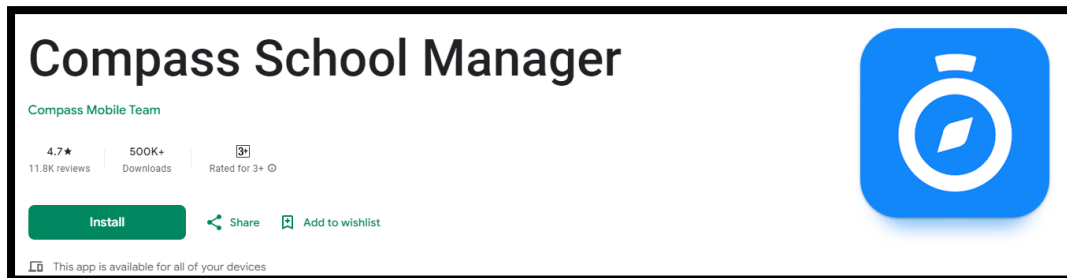 Compass School Manager
Compass Mobile Team
4.7★ 500K+ 3+
11.8K reviews Downloads Rated for 3+
Install Share Add to wishlist
This app is available for all of your devices